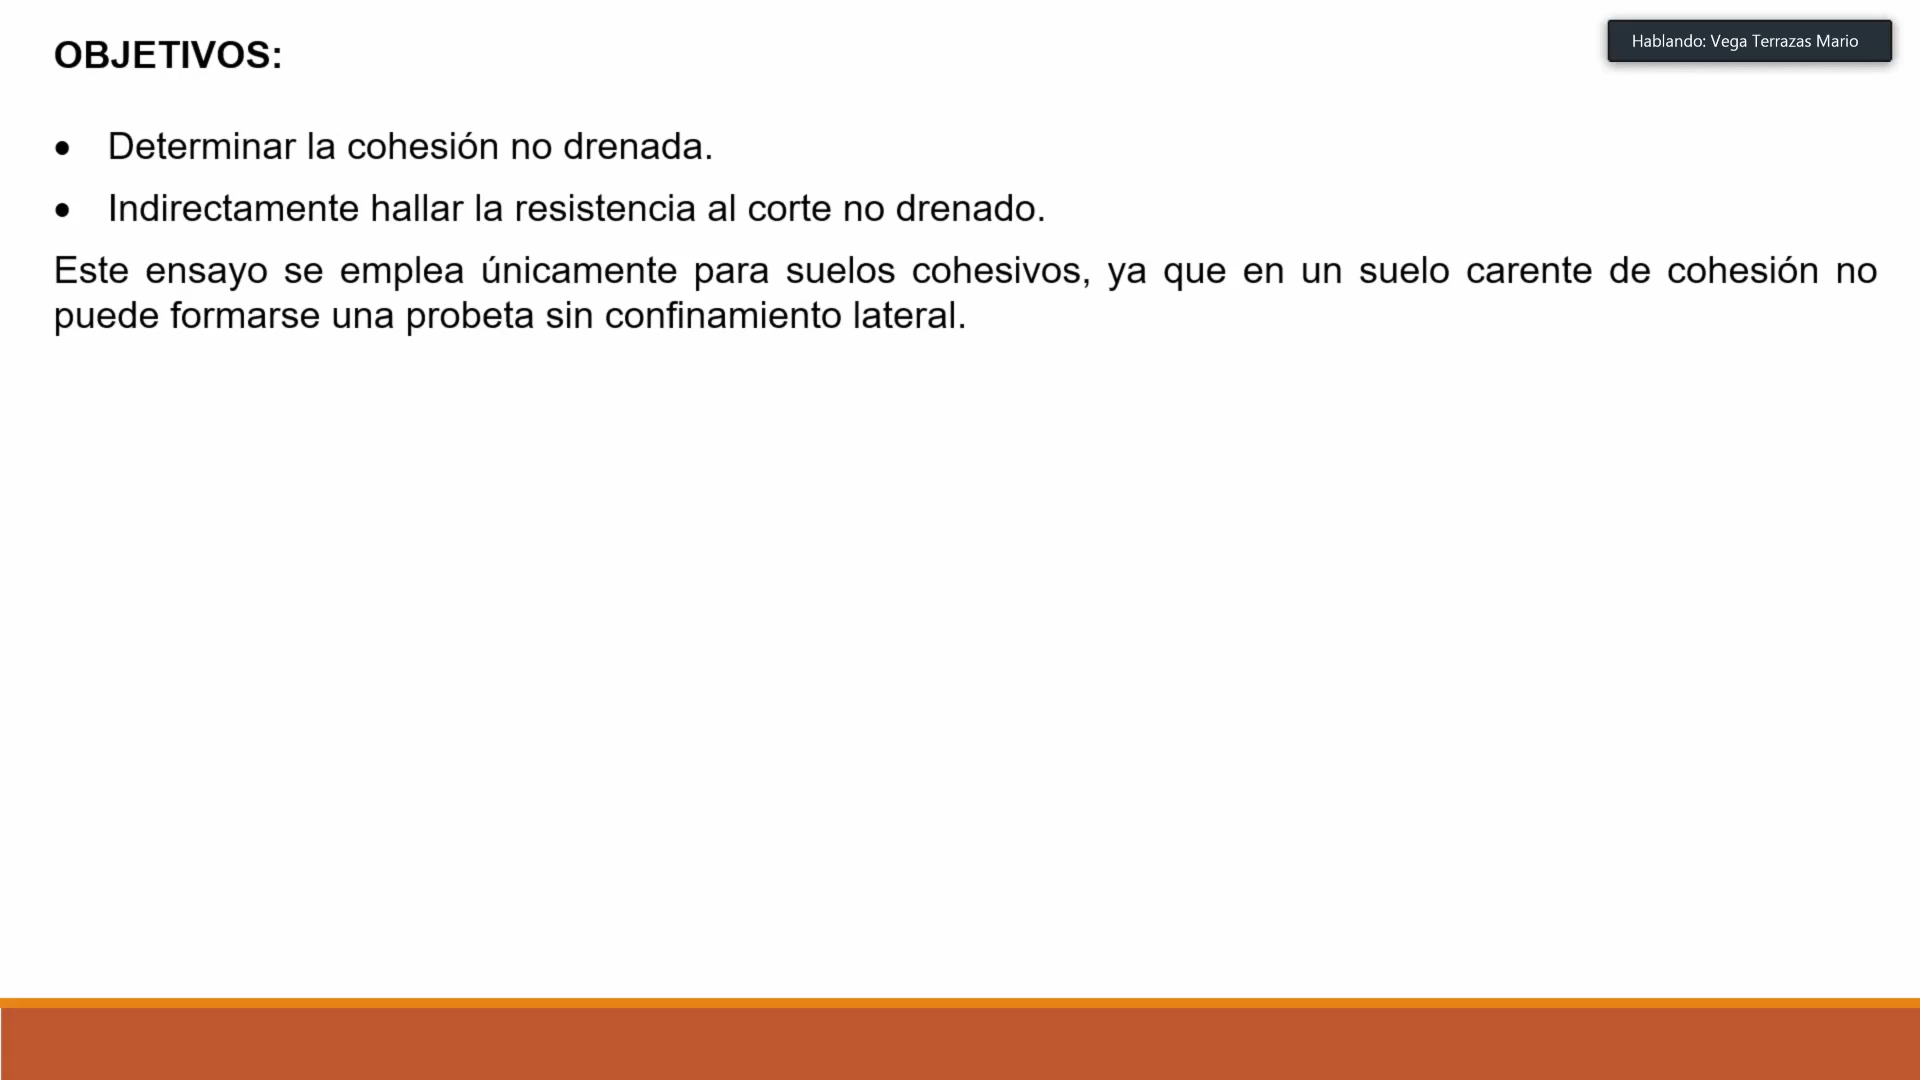 OBJETIVOS:
Hablando: Vega Terrazas Mario
• Determinar la cohesión no drenada.
• Indirectamente hallar la resistencia al corte no drenado.
Este ensayo se emplea únicamente para suelos cohesivos, ya que en un suelo carente de cohesión no
puede formarse una probeta sin confinamiento lateral.